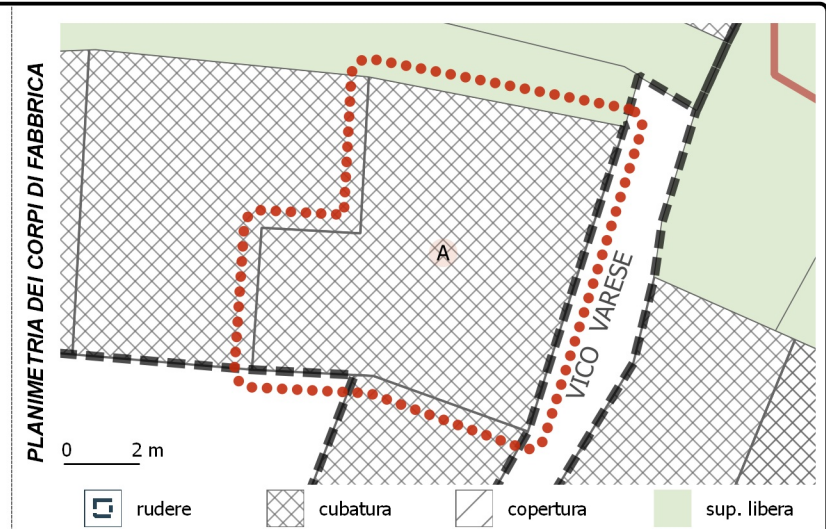 PLANIMETRIA DEI CORPI DI FABBRICA
A
VICO VARESE
0 2 m
rudere cubatura copertura sup. libera